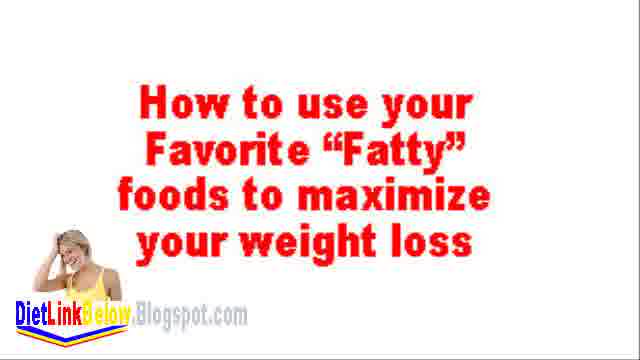 How to use your
Favorite “Fatty”
foods to maximize
your weight loss
DietLinkBelow.Blogspot.com